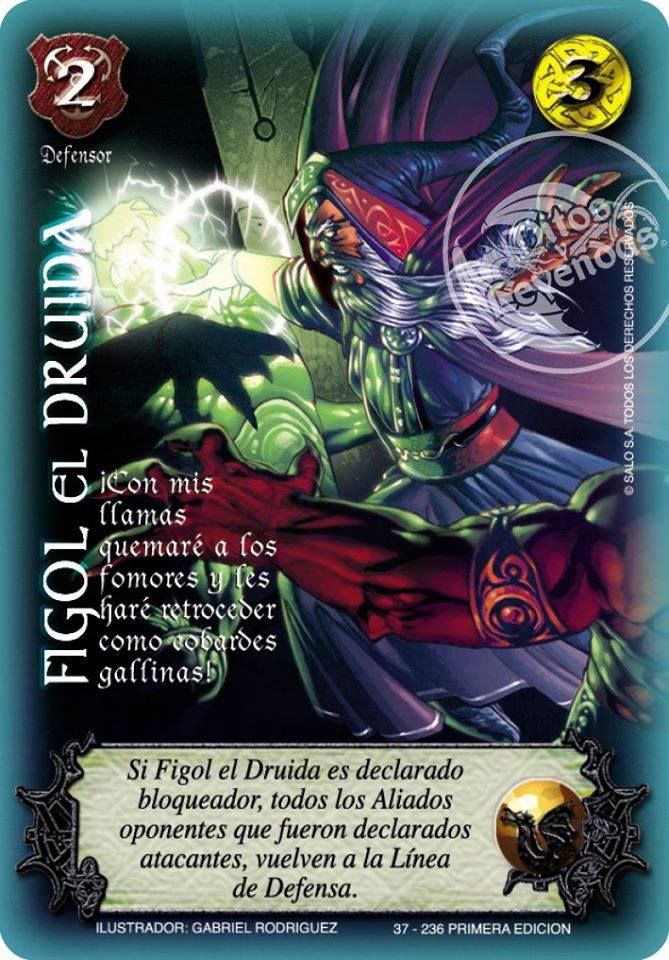 2
3
Defensor
Mitos
y Leyendas
FIGOL EL DRUIDA
© SALO S.A. TODOS LOS DERECHOS RESERVADOS
¡Con mis
llamas
quemaré a los
fomores y les
haré retroceder
como cobardes
gallinas!
Si Figol el Druida es declarado
bloqueador, todos los Aliados
oponentes que fueron declarados
atacantes, vuelven a la Línea
de Defensa.
ILUSTRADOR: GABRIEL RODRIGUEZ 37 - 236 PRIMERA EDICION